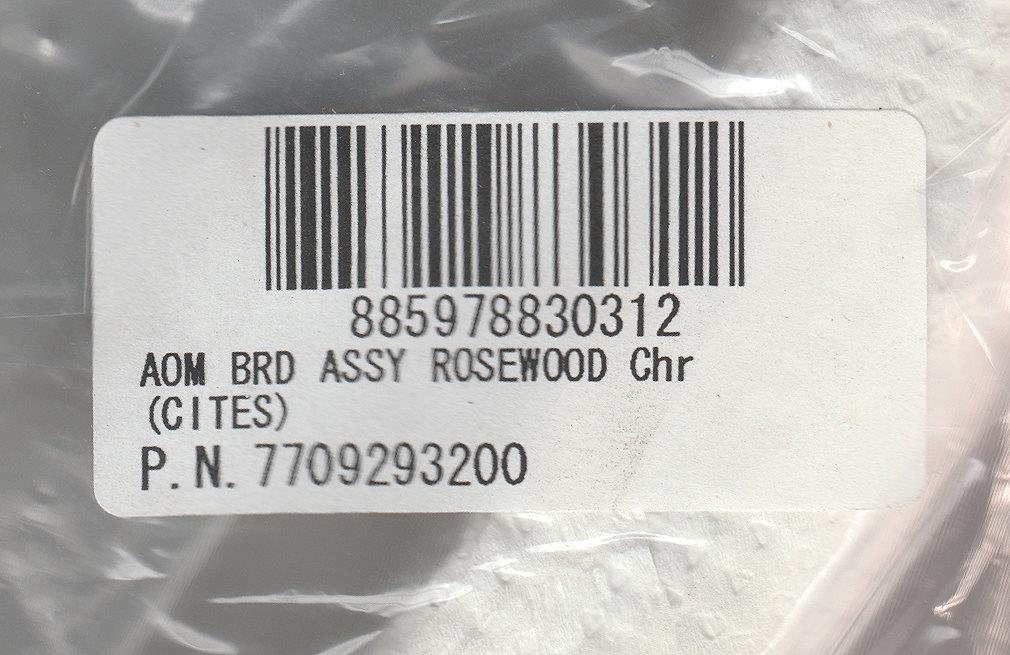 885978830312
AOM BRD ASSY ROSEWOOD Chr
(CITES)
P.N. 7709293200